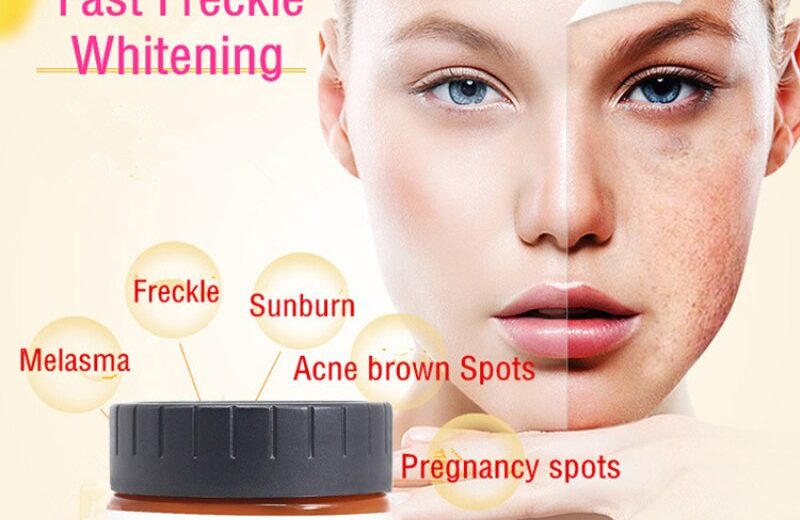 Fast Freckle
Whitening
Freckle
Sunburn
Melasma
Acne brown Spots
Pregnancy spots